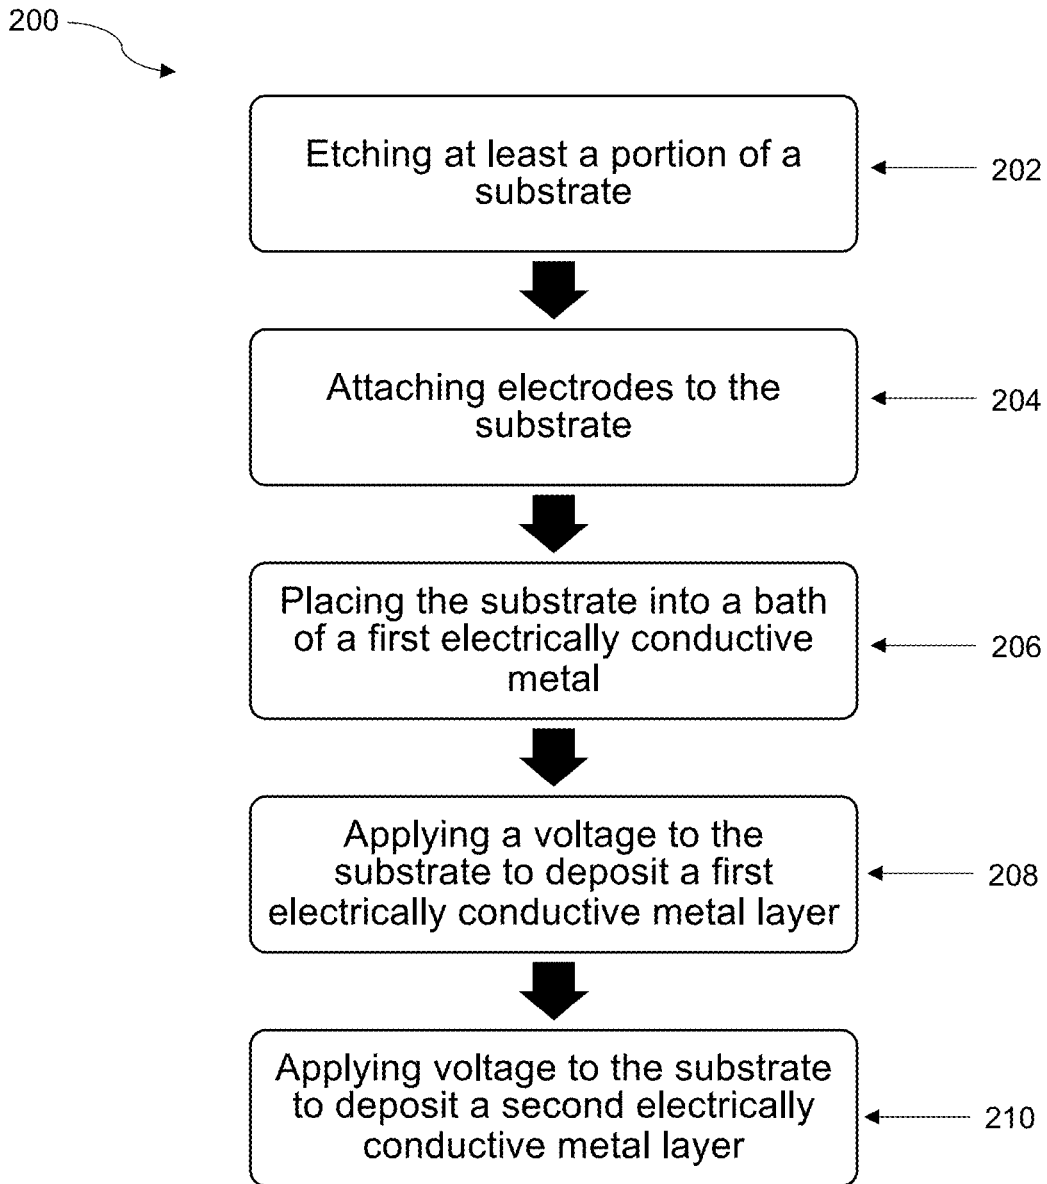 200
Etching at least a portion of a
substrate
202
Attaching electrodes to the
substrate
204
Placing the substrate into a bath
of a first electrically conductive
metal
206
Applying a voltage to the
substrate to deposit a first
electrically conductive metal layer
208
Applying voltage to the substrate
to deposit a second electrically
conductive metal layer
210